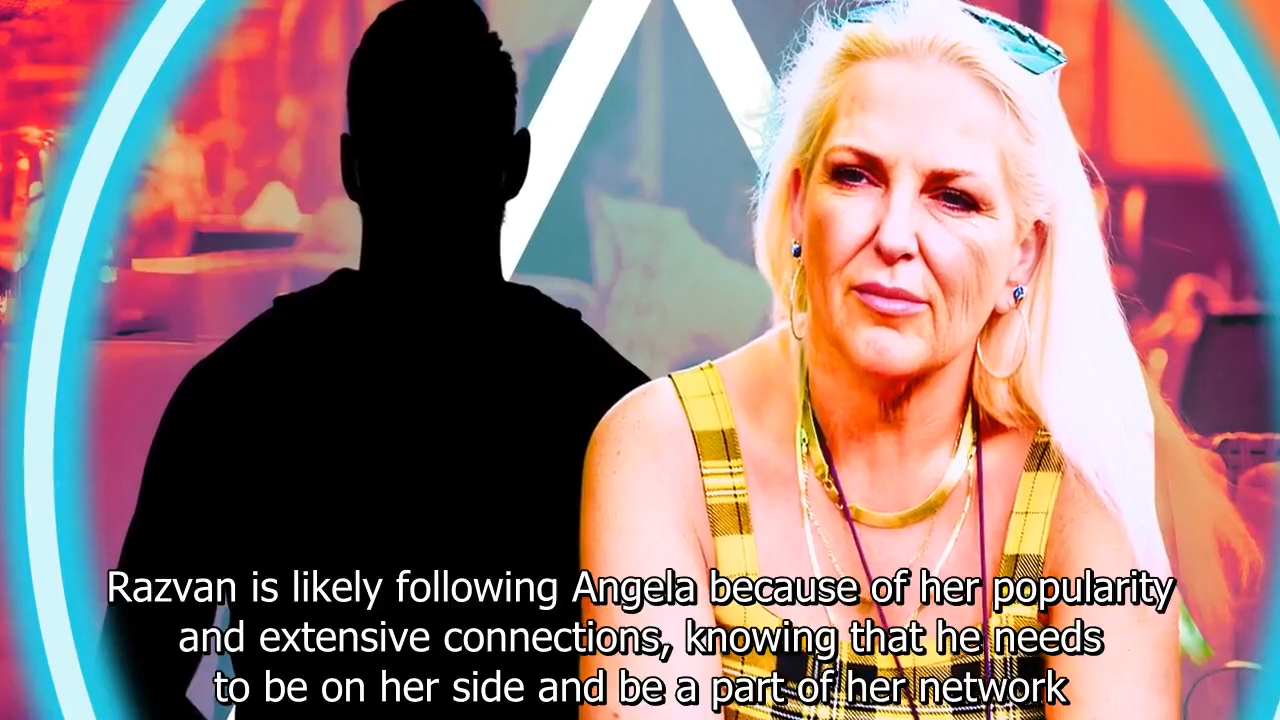 Razvan is likely following Angela because of her popularity
and extensive connections, knowing that he needs
to be on her side and be a part of her network